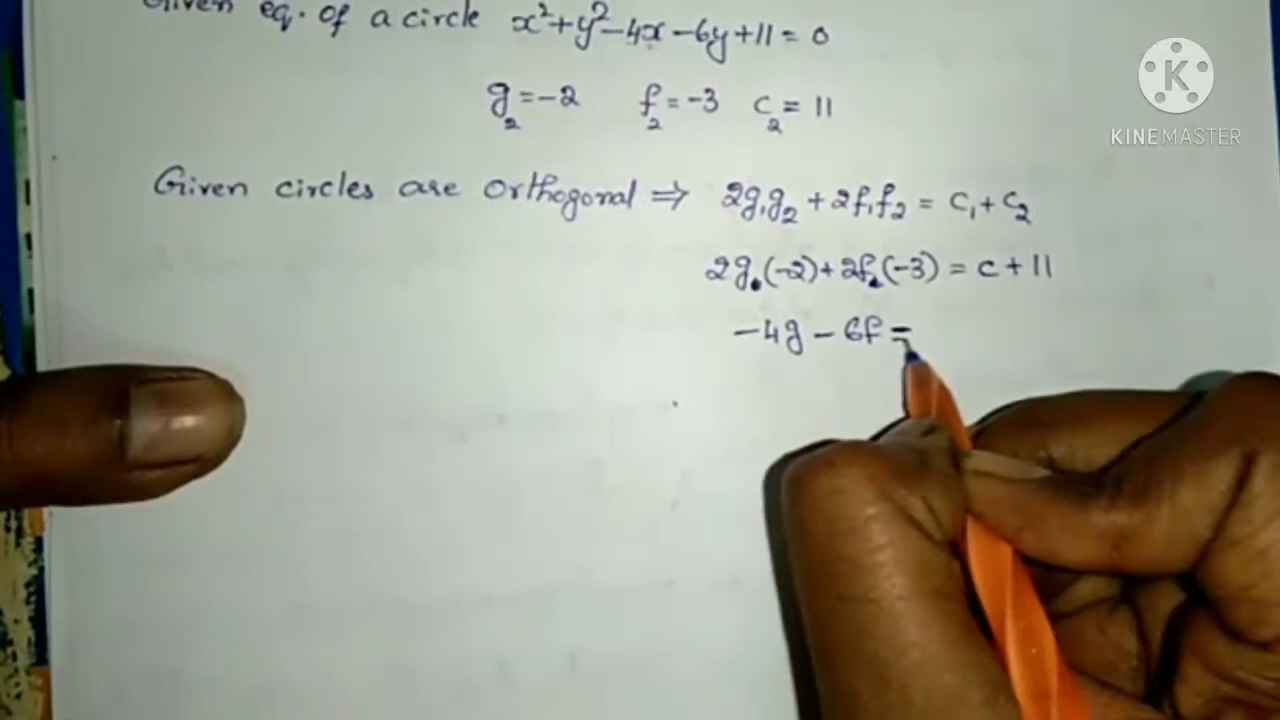 Given eq. of a circle x²+y²-4x-6y+11=0
g₂=-2 f₂=-3 c₂=11
K
KINEMASTER
Given circles are orthogonal ⇒ 2g₁g₂+2f₁f₂=c₁+c₂
2g.(-2)+2f.(-3)=c+11
-4g-6f=